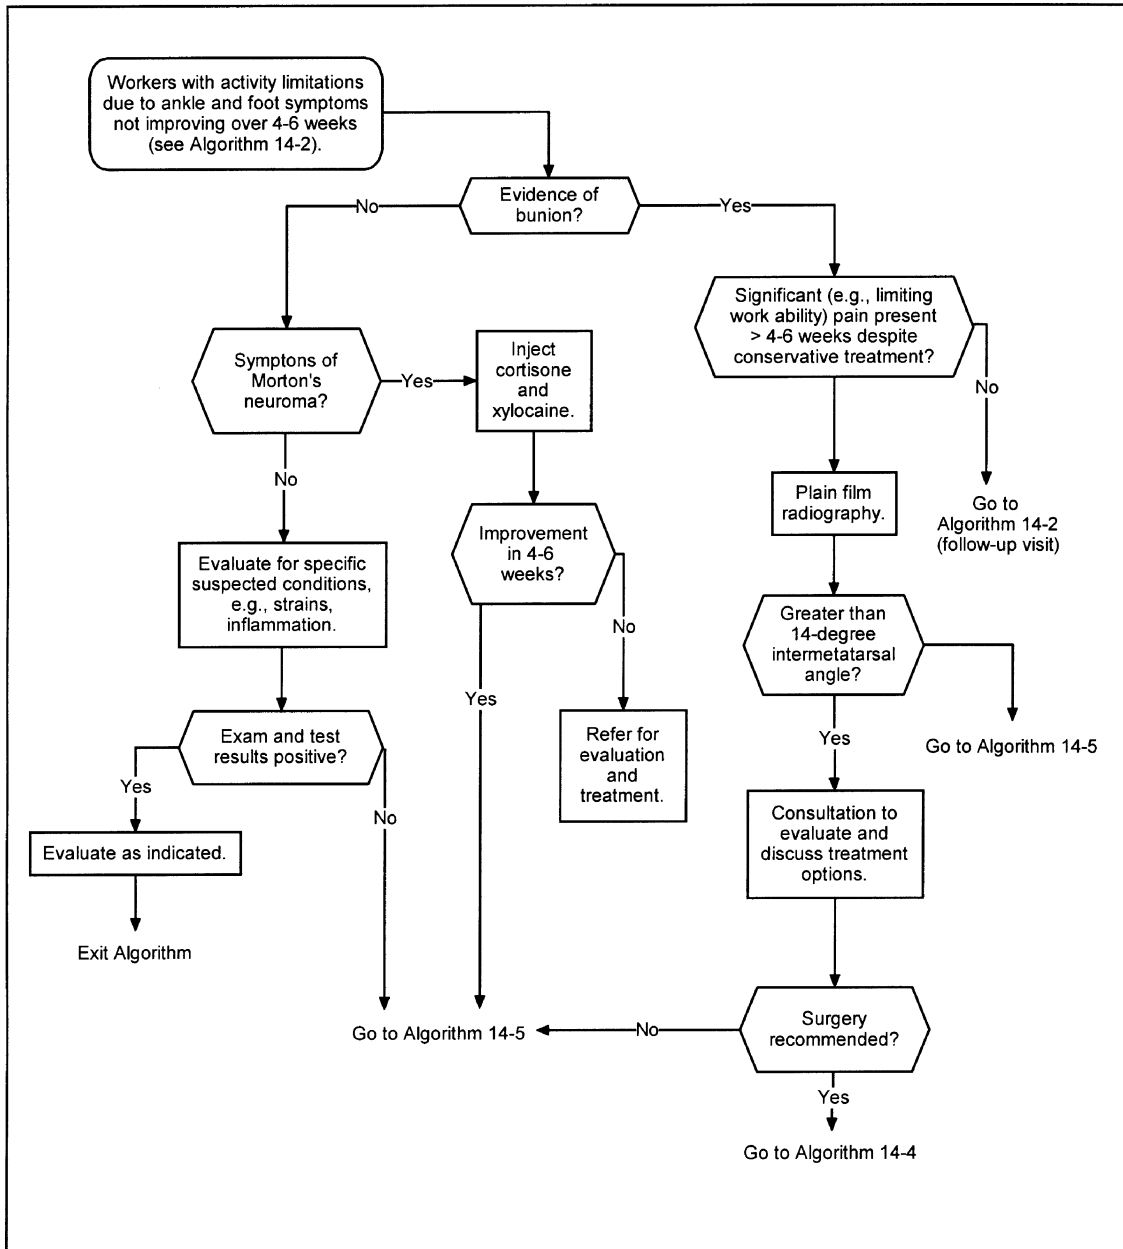 Workers with activity limitations
due to ankle and foot symptoms
not improving over 4-6 weeks
(see Algorithm 14-2).
Evidence of
bunion?
No
Yes
Significant (e.g., limiting
work ability) pain present
> 4-6 weeks despite
conservative treatment?
Symptons of
Morton's
neuroma?
Yes
Inject
cortisone
and
xylocaine.
No
No
Plain film
radiography.
Go to
Algorithm 14-2
(follow-up visit)
Evaluate for specific
suspected conditions,
e.g., strains,
inflammation.
Improvement
in 4-6
weeks?
No
Yes
Greater than
14-degree
intermetatarsal
angle?
Yes
Go to Algorithm 14-5
Exam and test
results positive?
Yes
No
Refer for
evaluation
and
treatment.
Evaluate as indicated.
Exit Algorithm
Consultation to
evaluate and
discuss treatment
options.
Surgery
recommended?
No
Go to Algorithm 14-5
Yes
Go to Algorithm 14-4